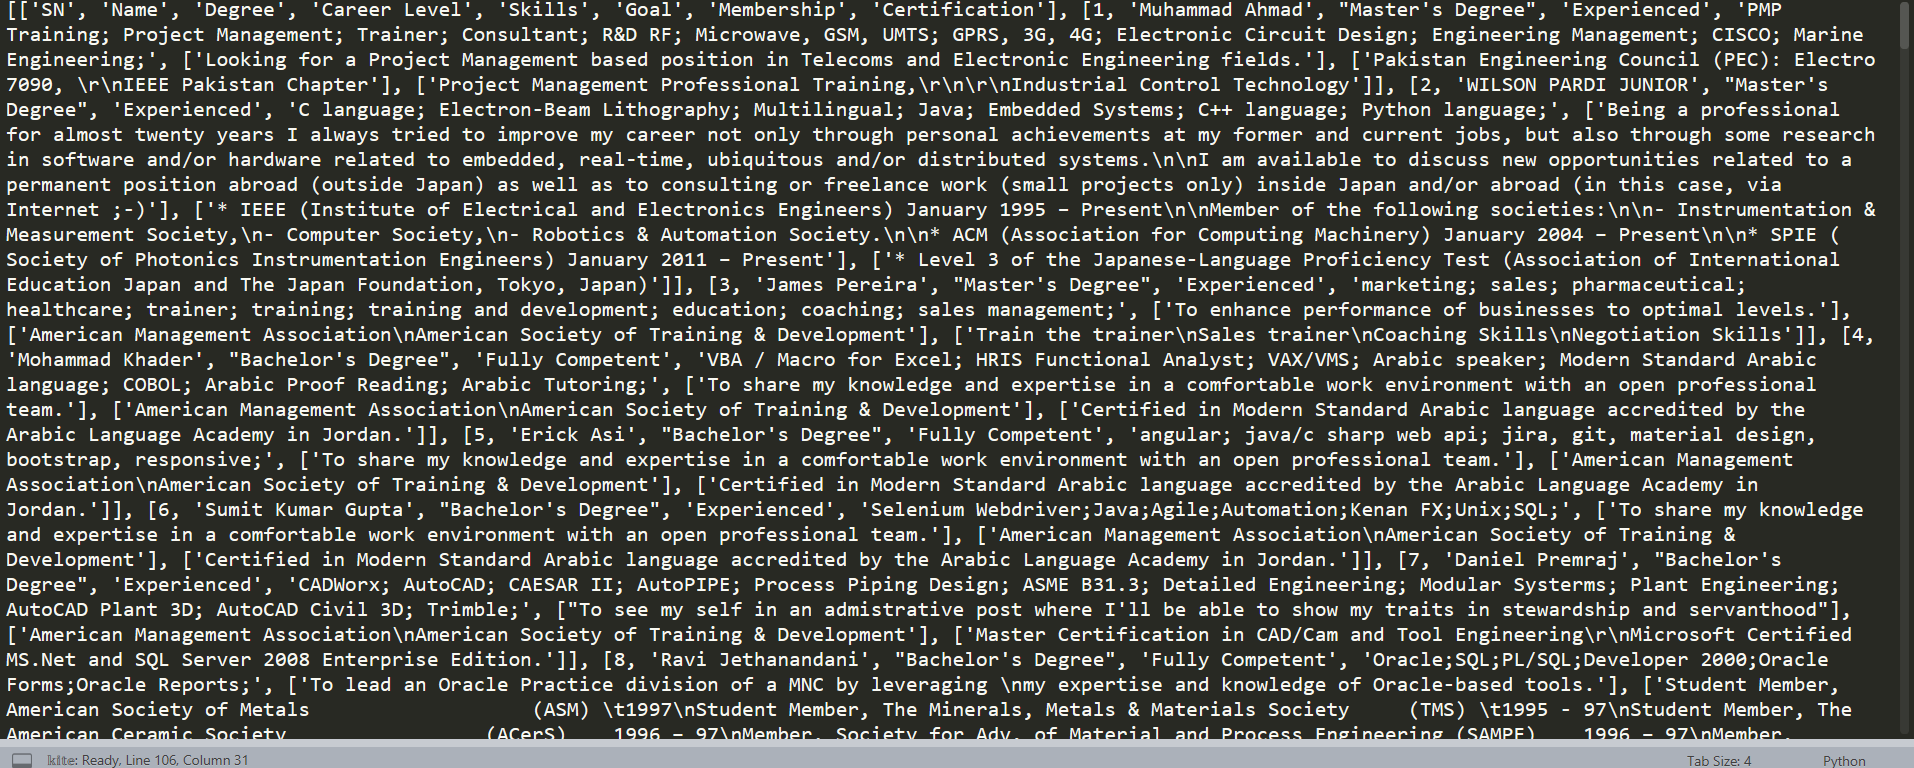 [['SN', 'Name', 'Degree', 'Career Level', 'Skills', 'Goal', 'Membership', 'Certification'], [1, 'Muhammad Ahmad', "Master's Degree", 'Experienced', 'PMP
Training; Project Management; Trainer; Consultant; R&D RF; Microwave, GSM, UMTS; GPRS, 3G, 4G; Electronic Circuit Design; Engineering Management; CISCO; Marine
Engineering;', ['Looking for a Project Management based position in Telecoms and Electronic Engineering fields.'], ['Pakistan Engineering Council (PEC): Electro
7090, \r\nIEEE Pakistan Chapter'], ['Project Management Professional Training,\r\n\r\nIndustrial Control Technology']], [2, 'WILSON PARDI JUNIOR', "Master's
Degree", 'Experienced', 'C language; Electron-Beam Lithography; Multilingual; Java; Embedded Systems; C++ language; Python language;', ['Being a professional
for almost twenty years I always tried to improve my career not only through personal achievements at my former and current jobs, but also through some research
in software and/or hardware related to embedded, real-time, ubiquitous and/or distributed systems.\n\nI am available to discuss new opportunities related to a
permanent position abroad (outside Japan) as well as to consulting or freelance work (small projects only) inside Japan and/or abroad (in this case, via
Internet ;-)'], ['* IEEE (Institute of Electrical and Electronics Engineers) January 1995 – Present\n\nMember of the following societies:\n\n- Instrumentation &
Measurement Society,\n- Computer Society,\n- Robotics & Automation Society.\n\n* ACM (Association for Computing Machinery) January 2004 – Present\n\n* SPIE (
Society of Photonics Instrumentation Engineers) January 2011 – Present'], ['* Level 3 of the Japanese-Language Proficiency Test (Association of International
Education Japan and The Japan Foundation, Tokyo, Japan)']], [3, 'James Pereira', "Master's Degree", 'Experienced', 'marketing; sales; pharmaceutical;
healthcare; trainer; training; training and development; education; coaching; sales management;', ['To enhance performance of businesses to optimal levels.'],
['American Management Association\nAmerican Society of Training & Development'], ['Train the trainer\nSales trainer\nCoaching Skills\nNegotiation Skills']], [4,
'Mohammad Khader', "Bachelor's Degree", 'Fully Competent', 'VBA / Macro for Excel; HRIS Functional Analyst; VAX/VMS; Arabic speaker; Modern Standard Arabic
language; COBOL; Arabic Proof Reading; Arabic Tutoring;', ['To share my knowledge and expertise in a comfortable work environment with an open professional
team.'], ['American Management Association\nAmerican Society of Training & Development'], ['Certified in Modern Standard Arabic language accredited by the
Arabic Language Academy in Jordan.']], [5, 'Erick Asi', "Bachelor's Degree", 'Fully Competent', 'angular; java/c sharp web api; jira, git, material design,
bootstrap, responsive;', ['To share my knowledge and expertise in a comfortable work environment with an open professional team.'], ['American Management
Association\nAmerican Society of Training & Development'], ['Certified in Modern Standard Arabic language accredited by the Arabic Language Academy in
Jordan.']], [6, 'Sumit Kumar Gupta', "Bachelor's Degree", 'Experienced', 'Selenium Webdriver;Java;Agile;Automation;Kenan FX;Unix;SQL;', ['To share my knowledge
and expertise in a comfortable work environment with an open professional team.'], ['American Management Association\nAmerican Society of Training &
Development'], ['Certified in Modern Standard Arabic language accredited by the Arabic Language Academy in Jordan.']], [7, 'Daniel Premraj', "Bachelor's
Degree", 'Experienced', 'CADWorx; AutoCAD; CAESAR II; AutoPIPE; Process Piping Design; ASME B31.3; Detailed Engineering; Modular Systerms; Plant Engineering;
AutoCAD Plant 3D; AutoCAD Civil 3D; Trimble;', ["To see my self in an admistrative post where I'll be able to show my traits in stewardship and servanthood"],
['American Management Association\nAmerican Society of Training & Development'], ['Master Certification in CAD/Cam and Tool Engineering\r\nMicrosoft Certified
MS.Net and SQL Server 2008 Enterprise Edition.']], [8, 'Ravi Jethanandani', "Bachelor's Degree", 'Fully Competent', 'Oracle;SQL;PL/SQL;Developer 2000;Oracle
Forms;Oracle Reports;', ['To lead an Oracle Practice division of a MNC by leveraging \nmy expertise and knowledge of Oracle-based tools.'], ['Student Member,
American Society of Metals (ASM) \t1997\nStudent Member, The Minerals, Metals & Materials Society (TMS) \t1995 - 97\nStudent Member, The
American Ceramic Society (ACerS) 1996 – 97\nMember, Society for Adv. of Material and Process Engineering (SAMPE) 1996 – 97\nMember,
kite: Ready, Line 106, Column 31
Tab Size: 4
Python